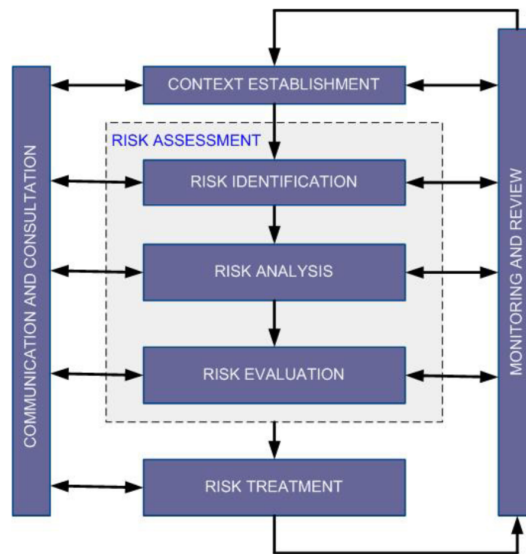 CONTEXT ESTABLISHMENT
RISK ASSESSMENT
RISK IDENTIFICATION
RISK ANALYSIS
RISK EVALUATION
RISK TREATMENT
COMMUNICATION AND CONSULTATION
MONITORING AND REVIEW